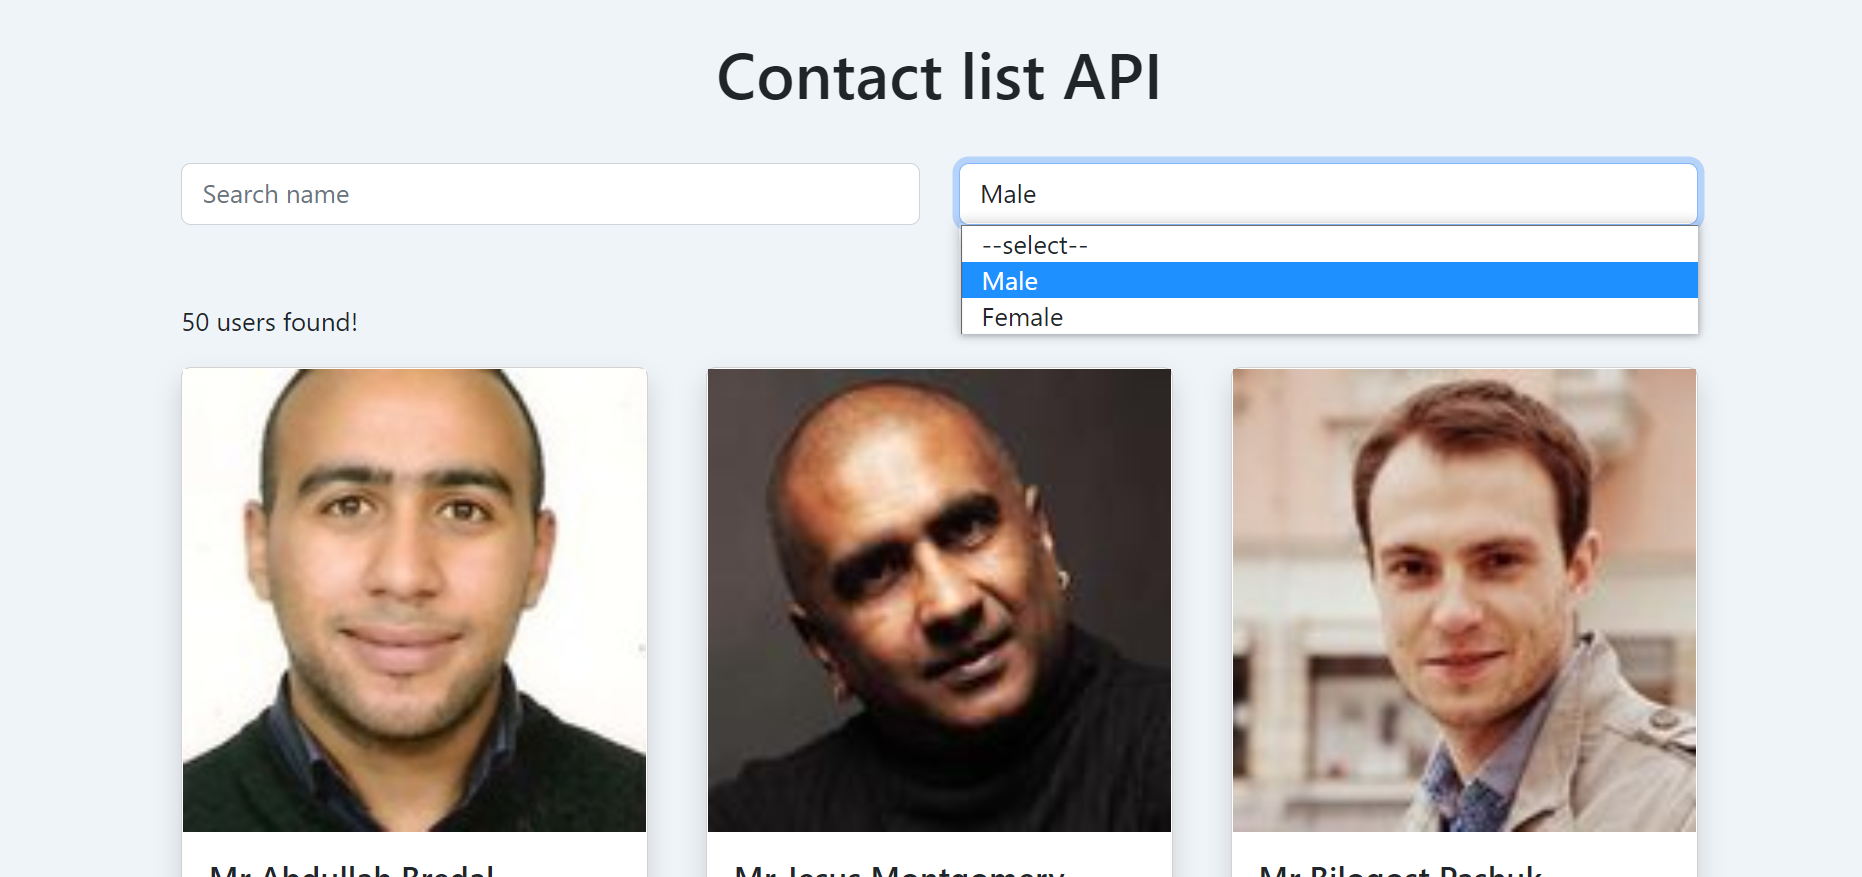 Contact list API
Search name
Male
--select--
Male
Female
50 users found!
Mr Abdullah Bredal
Mr Jesus Montgomery
Mr Bilogost Pashuk